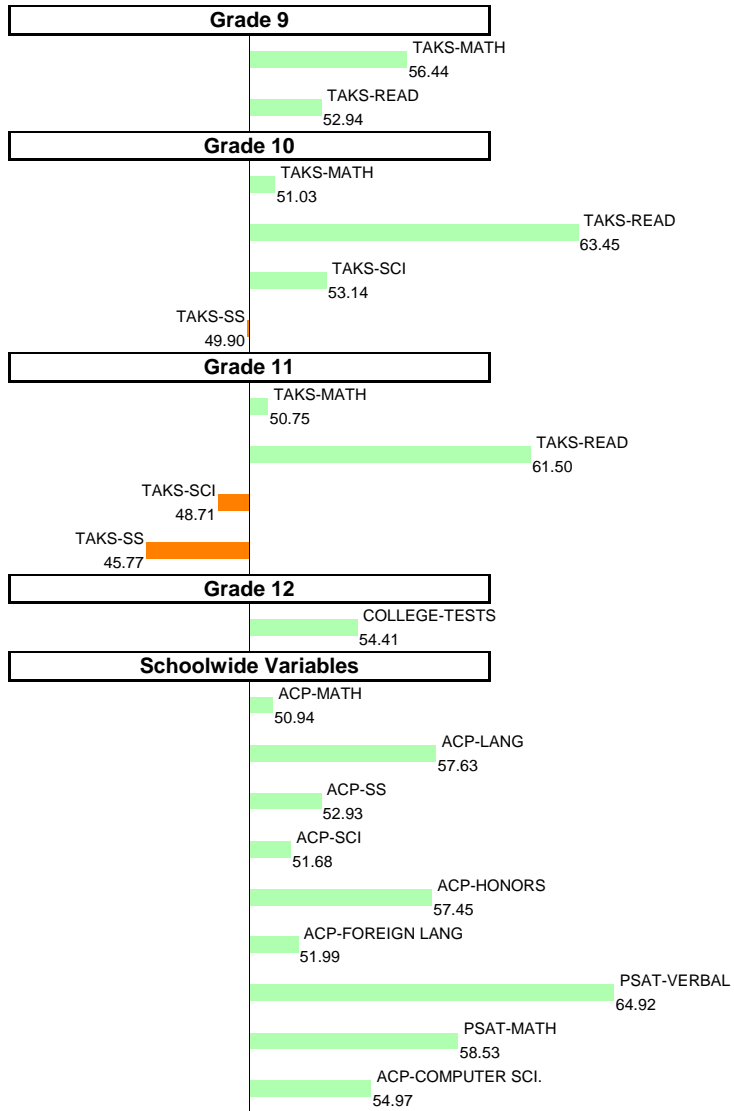 Grade 9
TAKS-MATH
56.44
TAKS-READ
52.94
Grade 10
TAKS-MATH
51.03
TAKS-READ
63.45
TAKS-SCI
53.14
TAKS-SS
49.90
Grade 11
TAKS-MATH
50.75
TAKS-READ
61.50
TAKS-SCI
48.71
TAKS-SS
45.77
Grade 12
COLLEGE-TESTS
54.41
Schoolwide Variables
ACP-MATH
50.94
ACP-LANG
57.63
ACP-SS
52.93
ACP-SCI
51.68
ACP-HONORS
57.45
ACP-FOREIGN LANG
51.99
PSAT-VERBAL
64.92
PSAT-MATH
58.53
ACP-COMPUTER SCI.
54.97